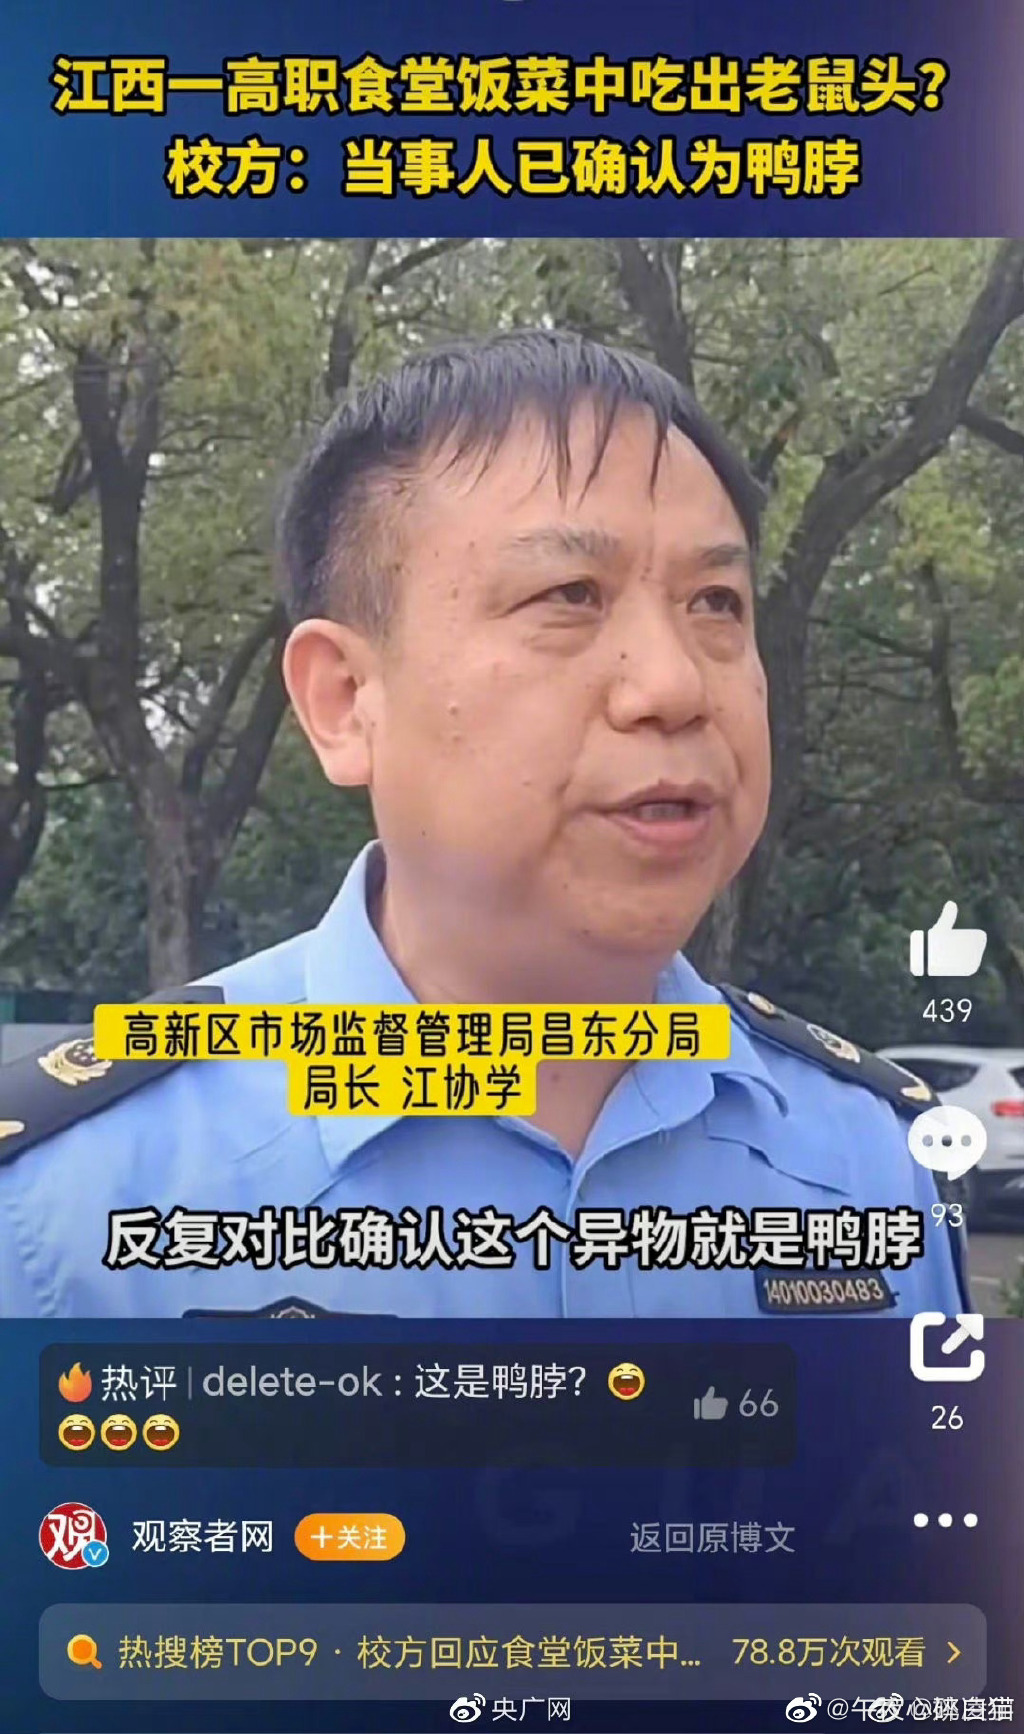 江西一高职食堂饭菜中吃出老鼠头?
校方：当事人已确认为鸭脖
439
高新区市场监督管理局昌东分局
局长 江协学
93
反复对比确认这个异物就是鸭脖
14010030483
热评 | delete-ok : 这是鸭脖?
66
26
观
观察者网
+关注
返回原博文
热搜榜TOP9 · 校方回应食堂饭菜中... 78.8万次观看
央广网